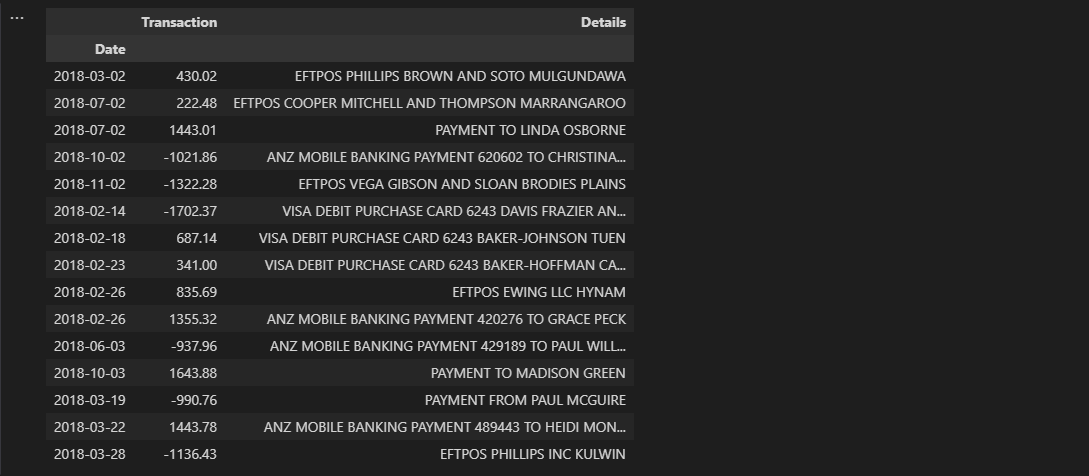 ...
Transaction Details
Date
2018-03-02 430.02 EFTPOS PHILLIPS BROWN AND SOTO MULGUNDAWA
2018-07-02 222.48 EFTPOS COOPER MITCHELL AND THOMPSON MARRANGAROO
2018-07-02 1443.01 PAYMENT TO LINDA OSBORNE
2018-10-02 -1021.86 ANZ MOBILE BANKING PAYMENT 620602 TO CHRISTINA...
2018-11-02 -1322.28 EFTPOS VEGA GIBSON AND SLOAN BRODIES PLAINS
2018-02-14 -1702.37 VISA DEBIT PURCHASE CARD 6243 DAVIS FRAZIER AN...
2018-02-18 687.14 VISA DEBIT PURCHASE CARD 6243 BAKER-JOHNSON TUEN
2018-02-23 341.00 VISA DEBIT PURCHASE CARD 6243 BAKER-HOFFMAN CA...
2018-02-26 835.69 EFTPOS EWING LLC HYNAM
2018-02-26 1355.32 ANZ MOBILE BANKING PAYMENT 420276 TO GRACE PECK
2018-06-03 -937.96 ANZ MOBILE BANKING PAYMENT 429189 TO PAUL WILL...
2018-10-03 1643.88 PAYMENT TO MADISON GREEN
2018-03-19 -990.76 PAYMENT FROM PAUL MCGUIRE
2018-03-22 1443.78 ANZ MOBILE BANKING PAYMENT 489443 TO HEIDI MON...
2018-03-28 -1136.43 EFTPOS PHILLIPS INC KULWIN